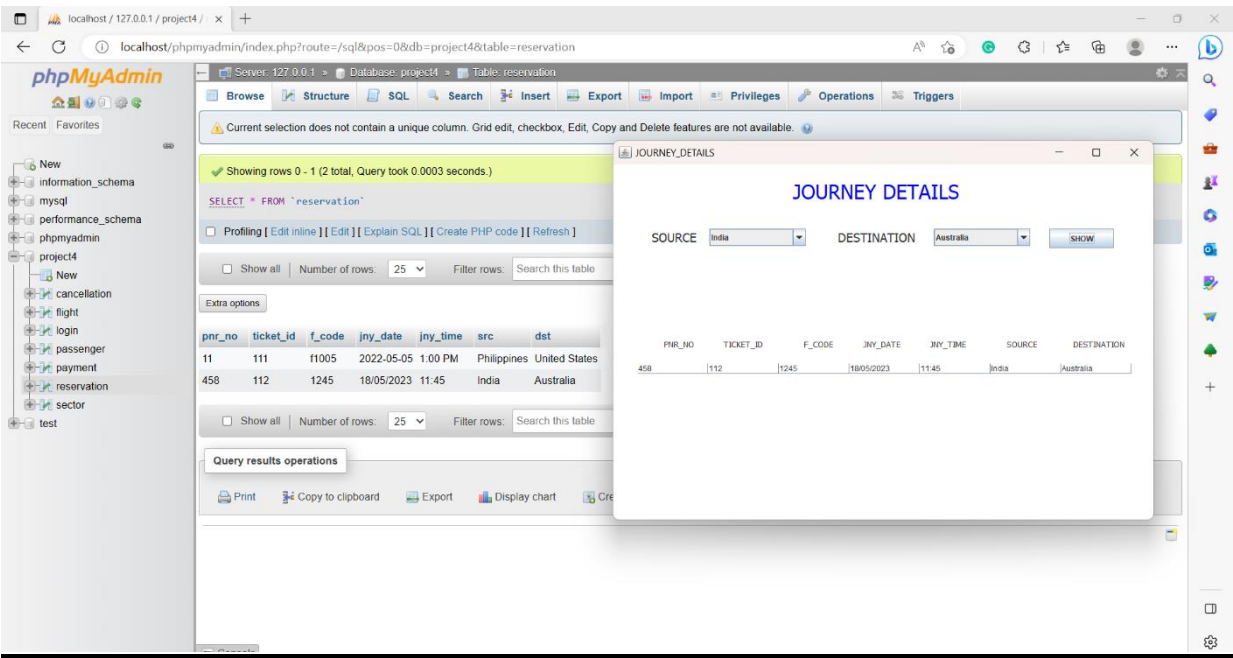 localhost / 127.0.0.1 / project4 /
localhost/phpmyadmin/index.php?route=/sql&pos=0&db=project4&table=reservation
phpMyAdmin
Recent Favorites
New
information_schema
mysql
performance_schema
phpmyadmin
project4
New
cancellation
flight
login
passenger
payment
reservation
sector
test
Server: 127.0.0.1 » Database: project4 » Table: reservation
Browse Structure SQL Search Insert Export Import Privileges Operations Triggers
Current selection does not contain a unique column. Grid edit, checkbox, Edit, Copy and Delete features are not available.
Showing rows 0 - 1 (2 total, Query took 0.0003 seconds.)
SELECT * FROM `reservation`
Profiling [ Edit inline ] [ Edit ] [ Explain SQL ] [ Create PHP code ] [ Refresh ]
Show all | Number of rows: 25 Filter rows: Search this table
Extra options
pnr_no ticket_id f_code jny_date jny_time src dst
11 111 f1005 2022-05-05 1:00 PM Philippines United States
458 112 1245 18/05/2023 11:45 India Australia
Show all | Number of rows: 25 Filter rows: Search this table
Query results operations
Print Copy to clipboard Export Display chart Cre
Console
JOURNEY_DETAILS
JOURNEY DETAILS
SOURCE India DESTINATION Australia SHOW
PNR_NO TICKET_ID F_CODE JNY_DATE JNY_TIME SOURCE DESTINATION
458 112 1245 18/05/2023 11:45 India Australia